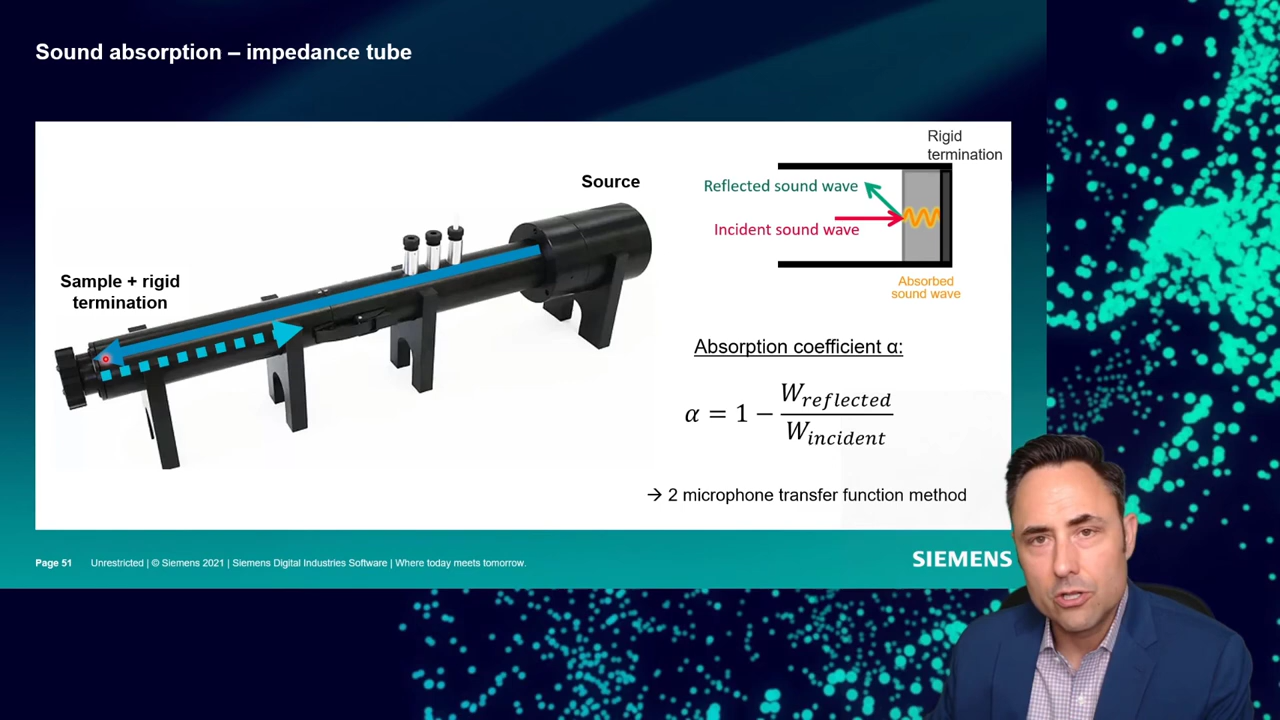 Sound absorption – impedance tube
Rigid
termination
Source
Reflected sound wave
Incident sound wave
Sample + rigid
termination
Absorbed
sound wave
Absorption coefficient α:
α = 1 − W_reflected / W_incident
→ 2 microphone transfer function method
Page 51 Unrestricted | © Siemens 2021 | Siemens Digital Industries Software | Where today meets tomorrow.
SIEMENS